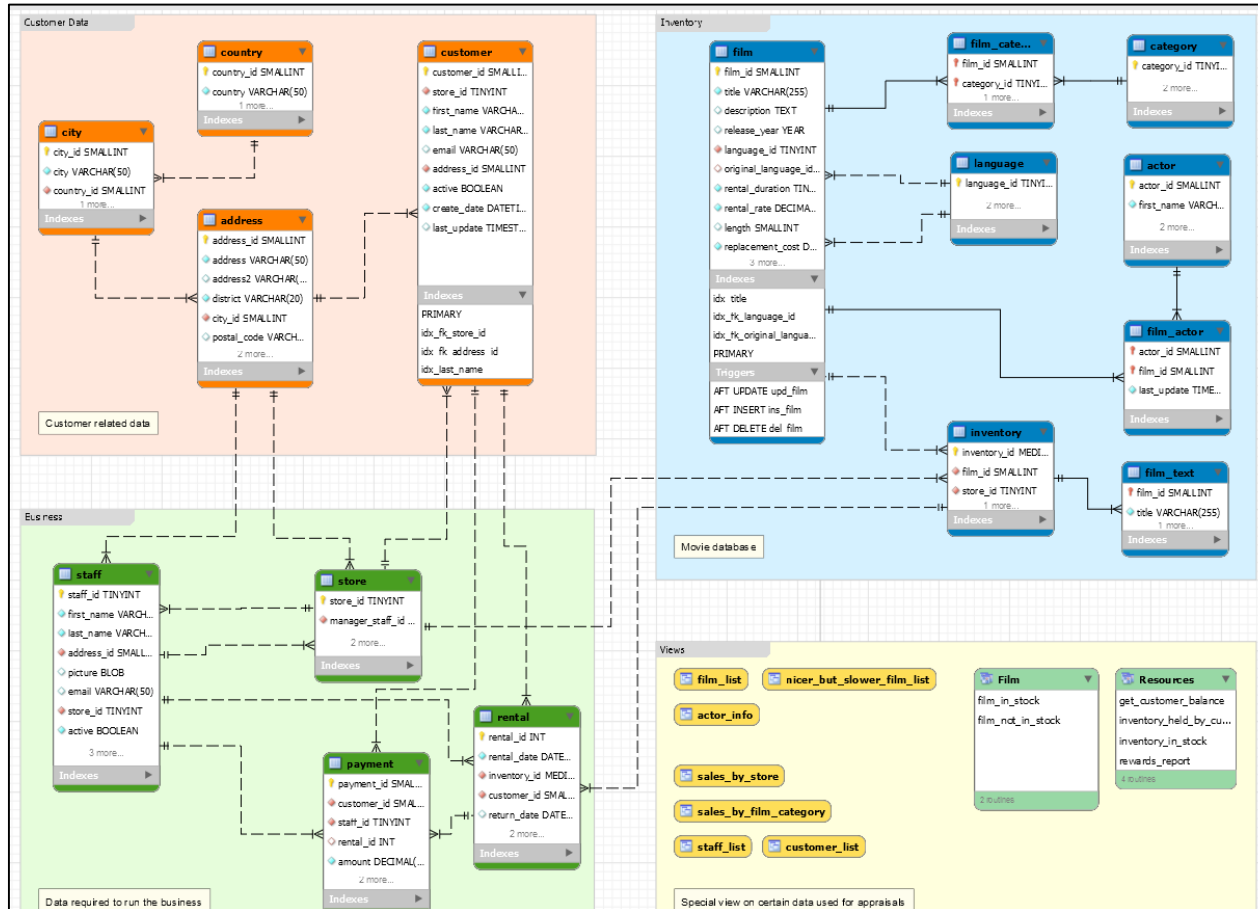 Customer Data
country
country_id SMALLINT
country VARCHAR(50)
1 more...
Indexes
city
city_id SMALLINT
city VARCHAR(50)
country_id SMALLINT
1 more...
Indexes
address
address_id SMALLINT
address VARCHAR(50)
address2 VARCHAR(...
district VARCHAR(20)
city_id SMALLINT
postal_code VARCH...
2 more...
Indexes
customer
customer_id SMALLI...
store_id TINYINT
first_name VARCHA...
last_name VARCHAR...
email VARCHAR(50)
address_id SMALLINT
active BOOLEAN
create_date DATETI...
last_update TIMEST...
Indexes
PRIMARY
idx_fk_store_id
idx_fk_address_id
idx_last_name
Customer related data
Inventory
film
film_id SMALLINT
title VARCHAR(255)
description TEXT
release_year YEAR
language_id TINYINT
original_language_id...
rental_duration TIN...
rental_rate DECIMA...
length SMALLINT
replacement_cost D...
3 more...
Indexes
idx_title
idx_fk_language_id
idx_fk_original_langua...
PRIMARY
Triggers
AFT UPDATE upd_film
AFT INSERT ins_film
AFT DELETE del_film
film_cate...
film_id SMALLINT
category_id TINYI...
1 more...
Indexes
category
category_id TINYI...
2 more...
Indexes
language
language_id TINYI...
2 more...
Indexes
actor
actor_id SMALLINT
first_name VARCH...
2 more...
Indexes
film_actor
actor_id SMALLINT
film_id SMALLINT
last_update TIME...
Indexes
inventory
inventory_id MEDI...
film_id SMALLINT
store_id TINYINT
1 more...
Indexes
film_text
film_id SMALLINT
title VARCHAR(255)
1 more...
Indexes
Movie database
Business
staff
staff_id TINYINT
first_name VARCH...
last_name VARCH...
address_id SMALL...
picture BLOB
email VARCHAR(50)
store_id TINYINT
active BOOLEAN
3 more...
Indexes
store
store_id TINYINT
manager_staff_id ...
2 more...
Indexes
payment
payment_id SMAL...
customer_id SMAL...
staff_id TINYINT
rental_id INT
amount DECIMAL(...
2 more...
Indexes
rental
rental_id INT
rental_date DATE...
inventory_id MEDI...
customer_id SMAL...
return_date DATE...
2 more...
Indexes
Data required to run the business
Views
film_list
nicer_but_slower_film_list
actor_info
sales_by_store
sales_by_film_category
staff_list
customer_list
Film
film_in_stock
film_not_in_stock
2 routines
Resources
get_customer_balance
inventory_held_by_cu...
inventory_in_stock
rewards_report
4 routines
Special view on certain data used for appraisals